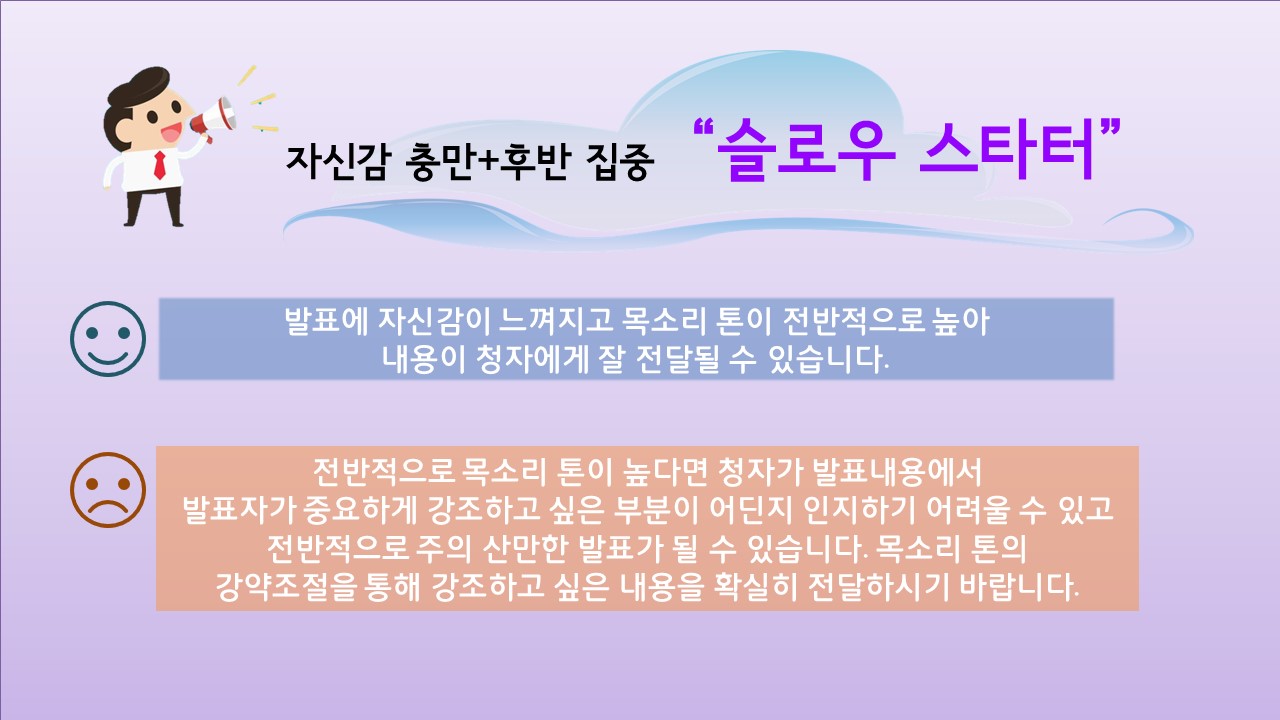 자신감 충만+후반 집중 “슬로우 스타터”
발표에 자신감이 느껴지고 목소리 톤이 전반적으로 높아
내용이 청자에게 잘 전달될 수 있습니다.
전반적으로 목소리 톤이 높다면 청자가 발표내용에서
발표자가 중요하게 강조하고 싶은 부분이 어딘지 인지하기 어려울 수 있고
전반적으로 주의 산만한 발표가 될 수 있습니다. 목소리 톤의
강약조절을 통해 강조하고 싶은 내용을 확실히 전달하시기 바랍니다.